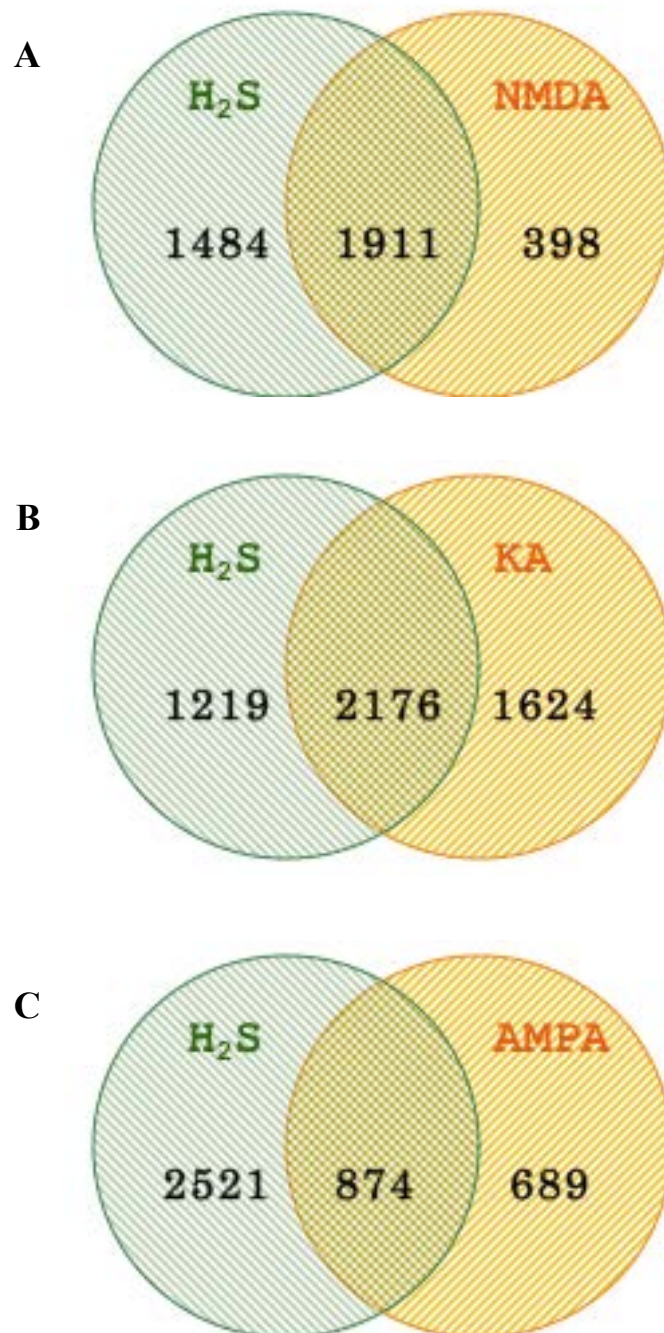 A
H₂S NMDA
1484 1911 398
B
H₂S KA
1219 2176 1624
C
H₂S AMPA
2521 874 689